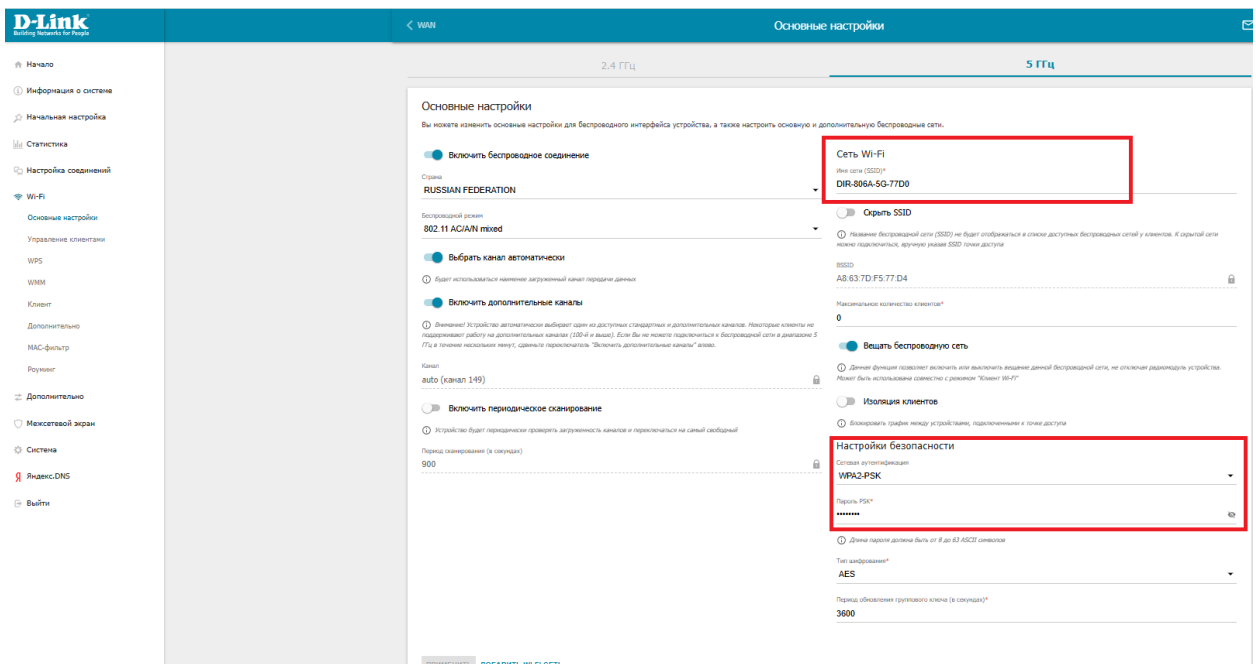 D-Link
Building Networks for People
WAN
Основные настройки
Начало
Информация о системе
Начальная настройка
Статистика
Настройка соединений
Wi-Fi
Основные настройки
Управление клиентами
WPS
WMM
Клиент
Дополнительно
MAC-фильтр
Роуминг
Дополнительно
Межсетевой экран
Система
Яндекс.DNS
Выйти
2.4 ГГц
5 ГГц
Основные настройки
Вы можете изменить основные настройки для беспроводного интерфейса устройства, а также настроить основную и дополнительную беспроводные сети.
Включить беспроводное соединение
Страна
RUSSIAN FEDERATION
Беспроводной режим
802.11 AC/A/N mixed
Выбрать канал автоматически
Будет использоваться наименее загруженный канал передачи данных
Включить дополнительные каналы
Внимание! Устройство автоматически выбирает один из доступных стандартных и дополнительных каналов. Некоторые клиенты не
поддерживают работу на дополнительных каналах (100-й и выше). Если Вы не можете подключиться к беспроводной сети в диапазоне 5
ГГц в течение нескольких минут, сдвиньте переключатель "Включить дополнительные каналы" влево.
Канал
auto (канал 149)
Включить периодическое сканирование
Устройство будет периодически проверять загруженность каналов и переключаться на самый свободный
Период сканирования (в секундах)
900
Сеть Wi-Fi
Имя сети (SSID)*
DIR-806A-5G-77D0
Скрыть SSID
Название беспроводной сети (SSID) не будет отображаться в списке доступных беспроводных сетей у клиентов. К скрытой сети
можно подключиться, вручную указав SSID точки доступа
BSSID
A8:63:7D:F5:77:D4
Максимальное количество клиентов*
0
Вещать беспроводную сеть
Данная функция позволяет включить или выключить вещание данной беспроводной сети, не отключая радиомодуль устройства.
Может быть использована совместно с режимом "Клиент Wi-Fi"
Изоляция клиентов
Блокировать трафик между устройствами, подключенными к точке доступа
Настройки безопасности
Сетевая аутентификация
WPA2-PSK
Пароль PSK*
••••••••
Длина пароля должна быть от 8 до 63 ASCII символов
Тип шифрования*
AES
Период обновления группового ключа (в секундах)*
3600
ПРИМЕНИТЬ ДОБАВИТЬ WI-FI СЕТЬ